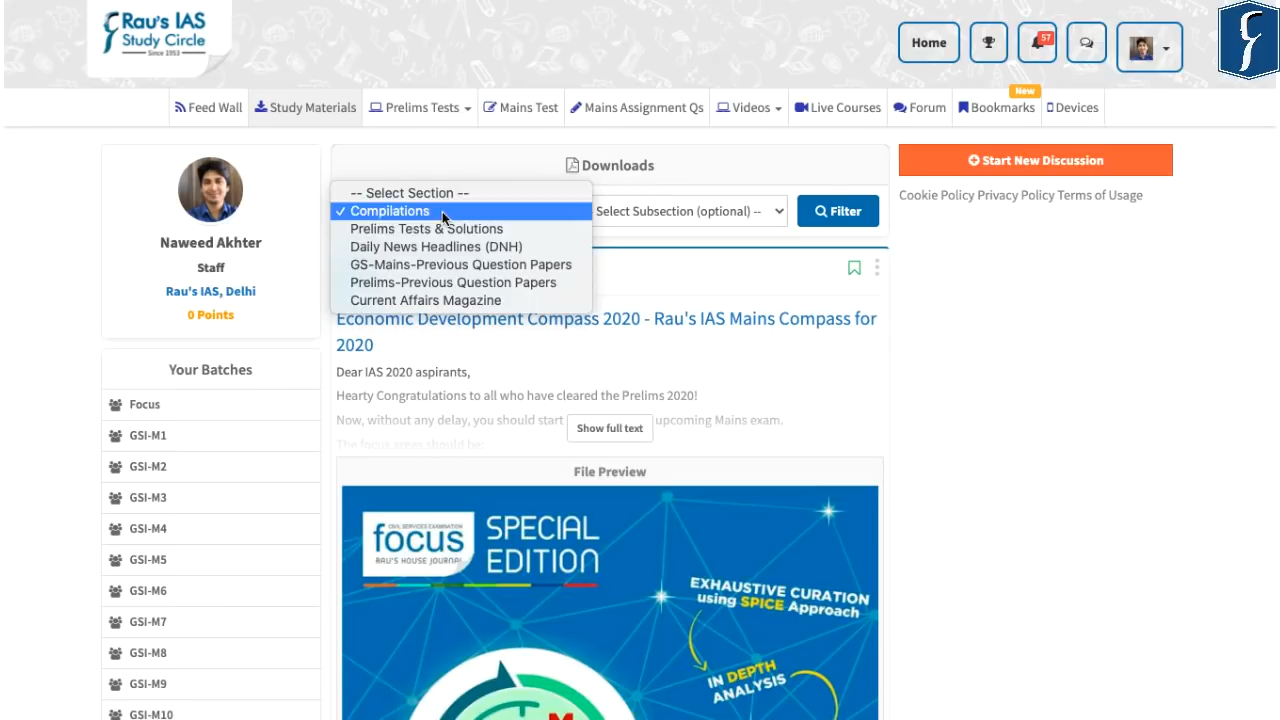 Rau's IAS
Study Circle
Since 1953
Home
57
Feed Wall
Study Materials
Prelims Tests
Mains Test
Mains Assignment Qs
Videos
Live Courses
Forum
New
Bookmarks
Devices
Naweed Akhter
Staff
Rau's IAS, Delhi
0 Points
Your Batches
Focus
GSI-M1
GSI-M2
GSI-M3
GSI-M4
GSI-M5
GSI-M6
GSI-M7
GSI-M8
GSI-M9
GSI-M10
Downloads
-- Select Section --
✓ Compilations
Prelims Tests & Solutions
Daily News Headlines (DNH)
GS-Mains-Previous Question Papers
Prelims-Previous Question Papers
Current Affairs Magazine
Select Subsection (optional) --
Filter
Economic Development Compass 2020 - Rau's IAS Mains Compass for
2020
Dear IAS 2020 aspirants,
Hearty Congratulations to all who have cleared the Prelims 2020!
Now, without any delay, you should start upcoming Mains exam.
The focus areas should be:
Show full text
File Preview
CIVIL SERVICES EXAMINATION
focus
RAU'S HOUSE JOURNAL
SPECIAL
EDITION
EXHAUSTIVE CURATION
using SPICE Approach
IN DEPTH
ANALYSIS
M
Start New Discussion
Cookie Policy Privacy Policy Terms of Usage